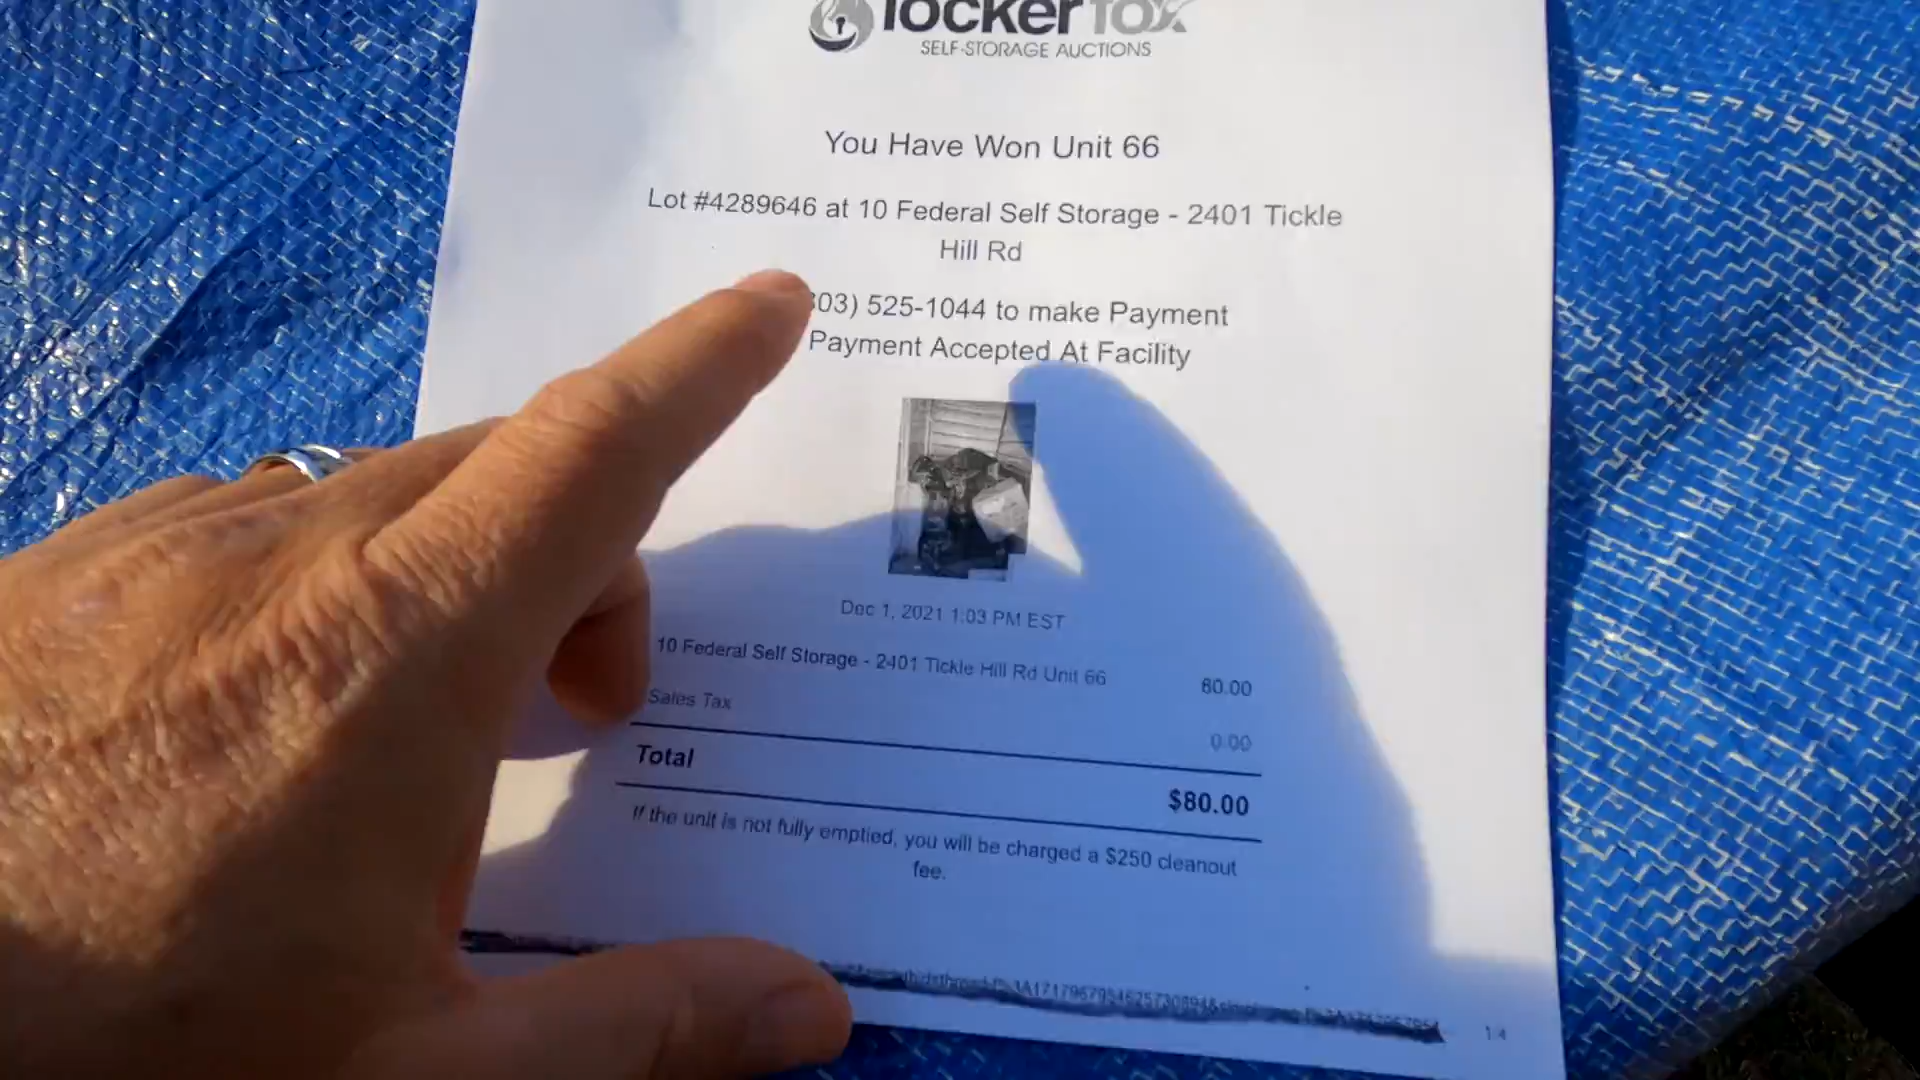 lockerfox
SELF-STORAGE AUCTIONS
You Have Won Unit 66
Lot #4289646 at 10 Federal Self Storage - 2401 Tickle
Hill Rd
03) 525-1044 to make Payment
Payment Accepted At Facility
Dec 1, 2021 1:03 PM EST
10 Federal Self Storage - 2401 Tickle Hill Rd Unit 66
80.00
Sales Tax
0.00
Total
$80.00
If the unit is not fully emptied, you will be charged a $250 cleanout
fee.